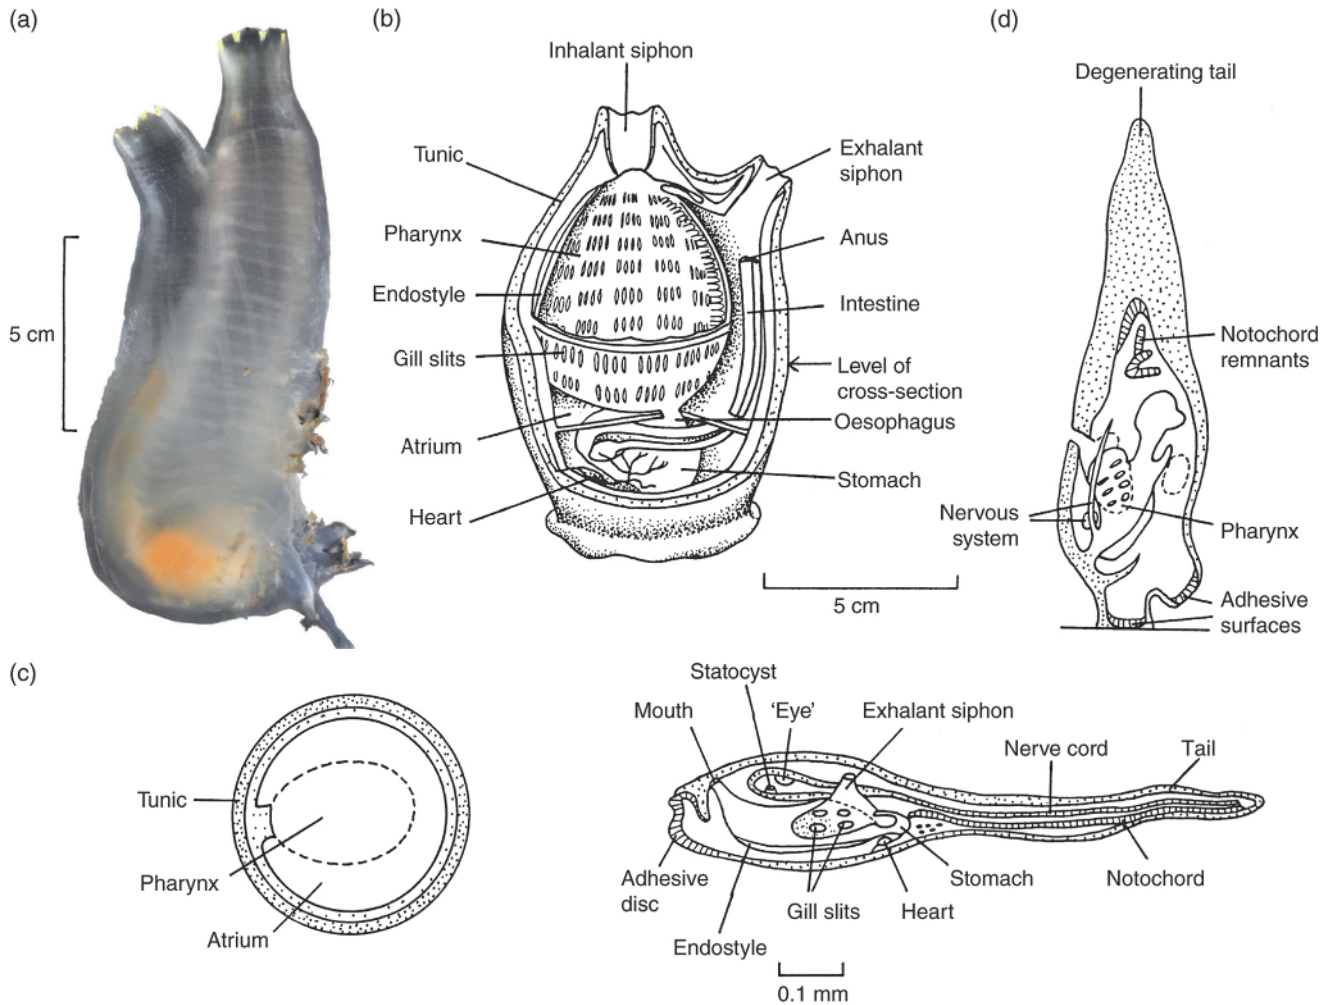 (a)
5 cm
(b)
Inhalant siphon
Tunic
Pharynx
Endostyle
Gill slits
Atrium
Heart
Exhalant
siphon
Anus
Intestine
Level of
cross-section
Oesophagus
Stomach
5 cm
(d)
Degenerating tail
Notochord
remnants
Nervous
system
Pharynx
Adhesive
surfaces
(c)
Tunic
Pharynx
Atrium
Statocyst
Mouth
'Eye'
Exhalant siphon
Nerve cord
Tail
Adhesive
disc
Endostyle
Gill slits
Heart
Stomach
Notochord
0.1 mm